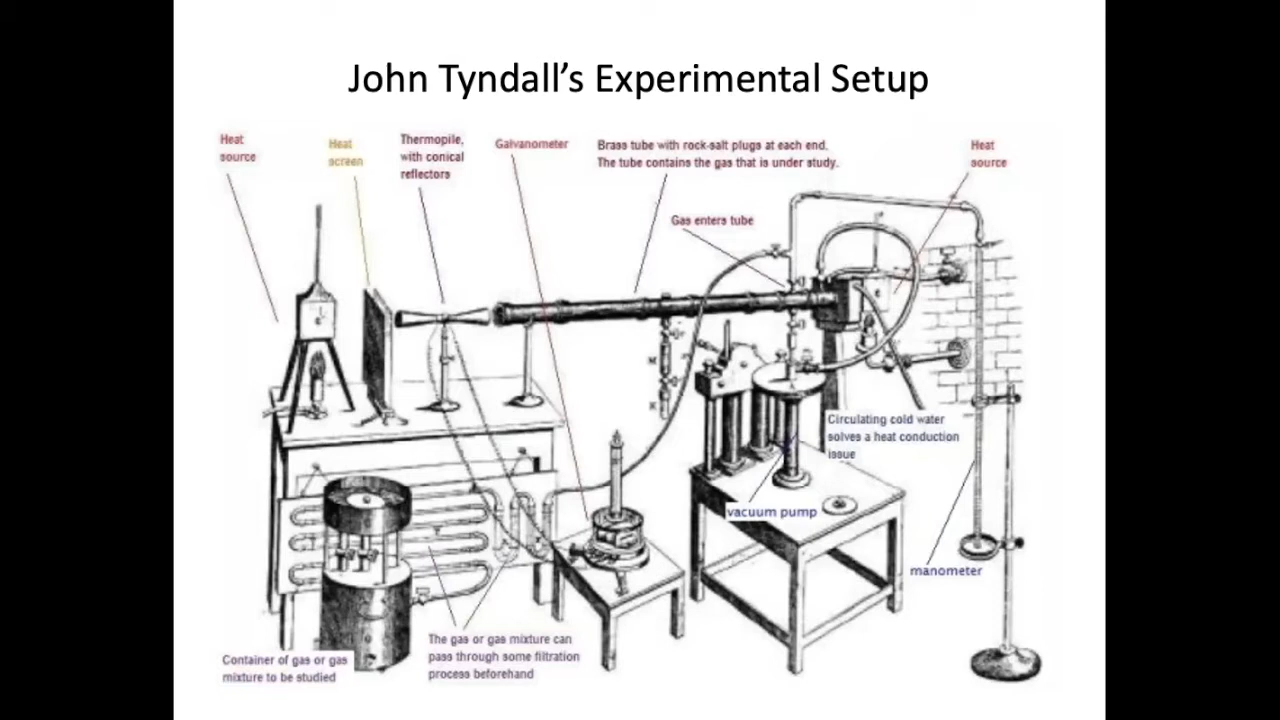 John Tyndall's Experimental Setup
Heat
source
Heat
screen
Thermopile,
with conical
reflectors
Galvanometer
Brass tube with rock-salt plugs at each end.
The tube contains the gas that is under study.
Heat
source
Gas enters tube
Circulating cold water
solves a heat conduction
issue
vacuum pump
manometer
The gas or gas mixture can
pass through some filtration
process beforehand
Container of gas or gas
mixture to be studied